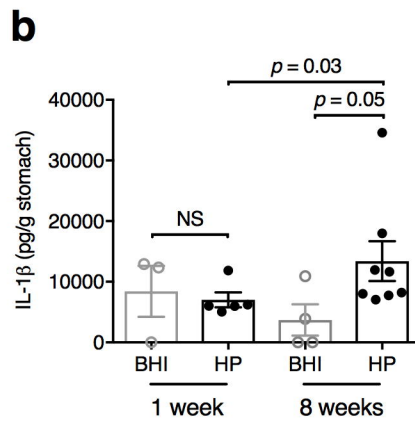 b
p = 0.03
p = 0.05
40000
30000
20000
10000
0
IL-1β (pg/g stomach)
NS
BHI HP BHI HP
1 week 8 weeks